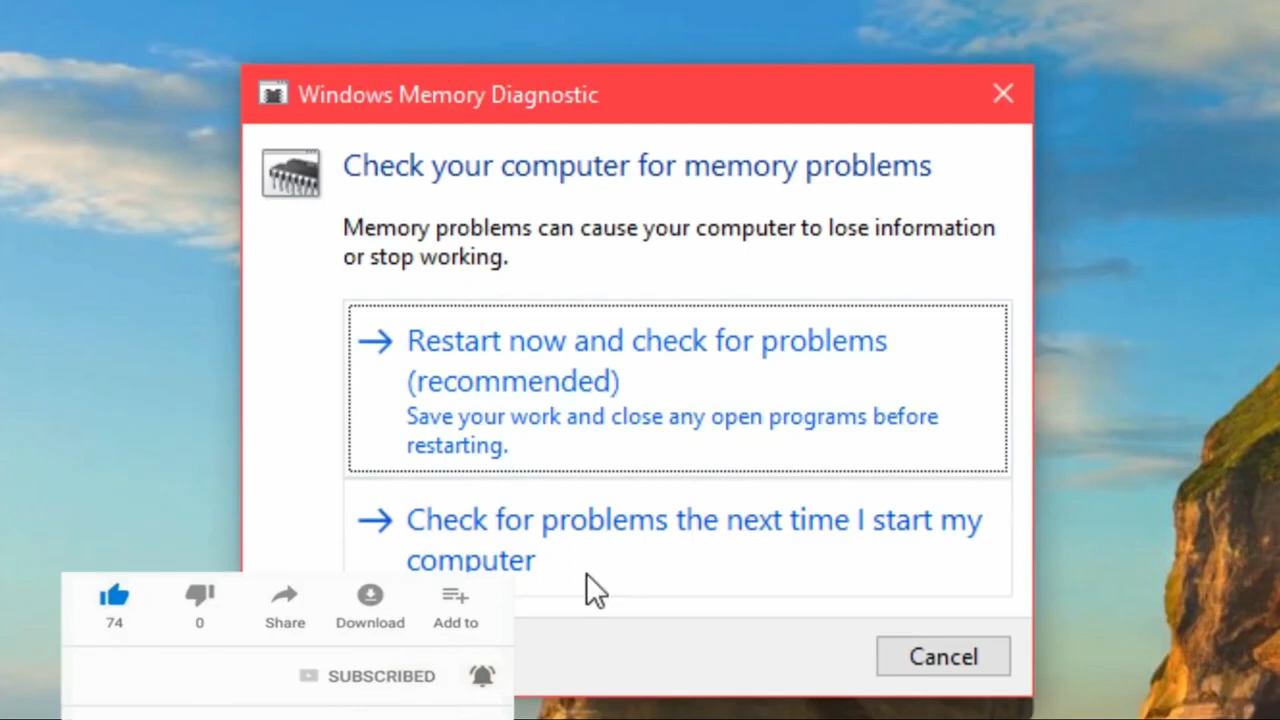 Windows Memory Diagnostic
Check your computer for memory problems
Memory problems can cause your computer to lose information
or stop working.
Restart now and check for problems
(recommended)
Save your work and close any open programs before
restarting.
Check for problems the next time I start my
computer
74
0
Share
Download
Add to
SUBSCRIBED
Cancel